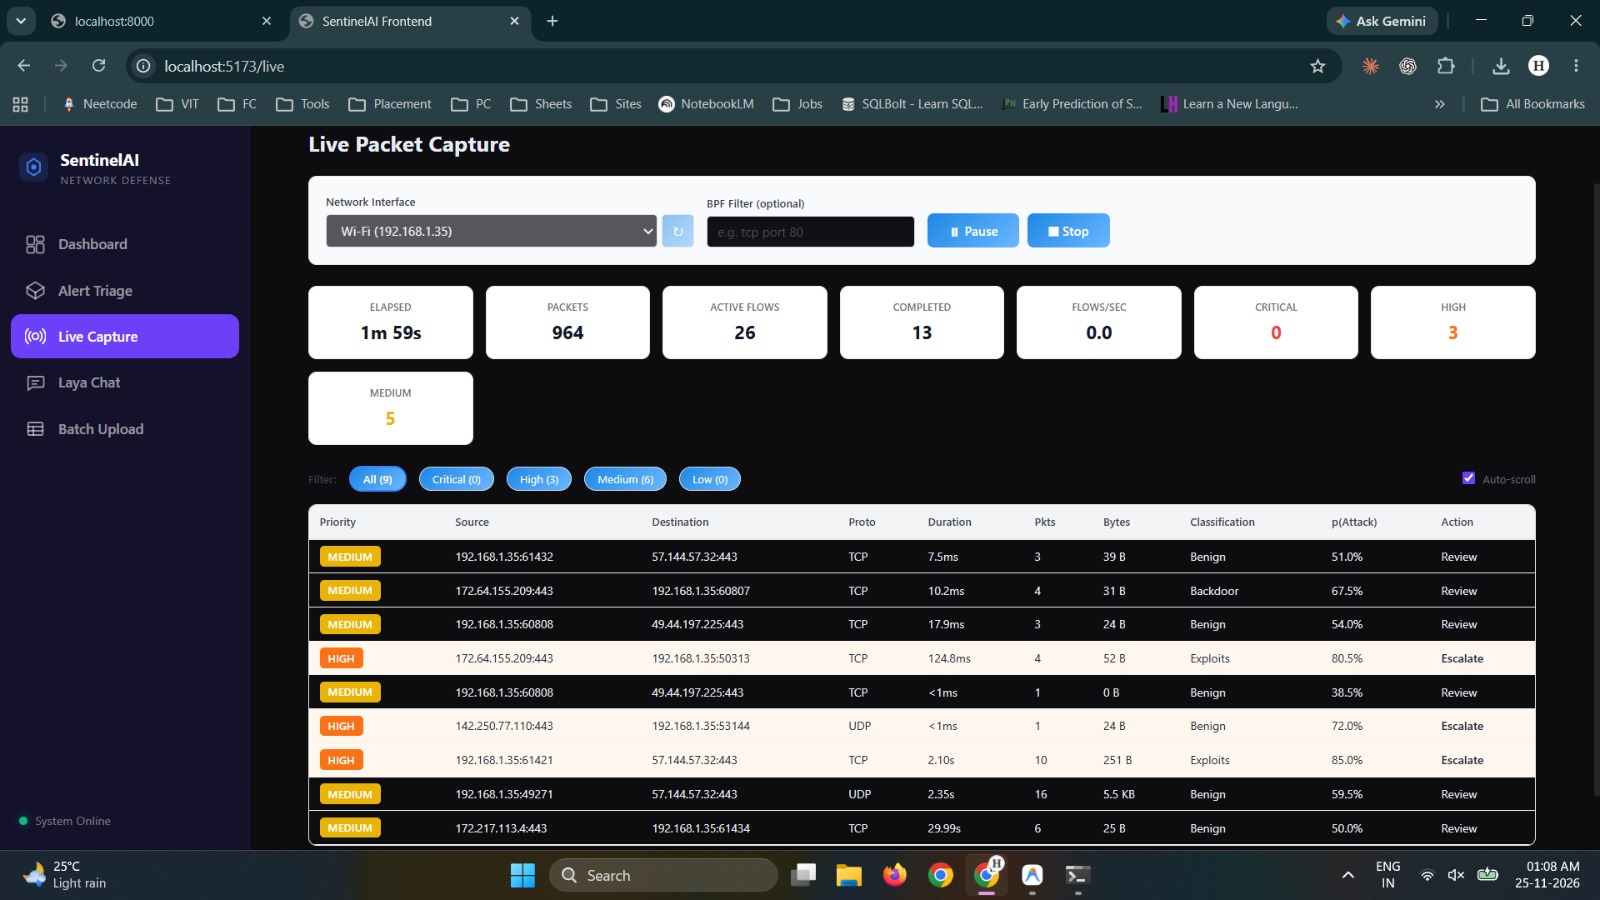 localhost:8000
SentinelAI Frontend
Ask Gemini
localhost:5173/live
H
Neetcode
VIT
FC
Tools
Placement
PC
Sheets
Sites
NotebookLM
Jobs
SQLBolt - Learn SQL...
Early Prediction of S...
Learn a New Langu...
All Bookmarks
SentinelAI
NETWORK DEFENSE
Dashboard
Alert Triage
Live Capture
Laya Chat
Batch Upload
System Online
Live Packet Capture
Network Interface
Wi-Fi (192.168.1.35)
BPF Filter (optional)
e.g. tcp port 80
Pause
Stop
ELAPSED
1m 59s
PACKETS
964
ACTIVE FLOWS
26
COMPLETED
13
FLOWS/SEC
0.0
CRITICAL
0
HIGH
3
MEDIUM
5
Filter: All (9) Critical (0) High (3) Medium (6) Low (0) Auto-scroll
Priority Source Destination Proto Duration Pkts Bytes Classification p(Attack) Action
MEDIUM 192.168.1.35:61432 57.144.57.32:443 TCP 7.5ms 3 39 B Benign 51.0% Review
MEDIUM 172.64.155.209:443 192.168.1.35:60807 TCP 10.2ms 4 31 B Backdoor 67.5% Review
MEDIUM 192.168.1.35:60808 49.44.197.225:443 TCP 17.9ms 3 24 B Benign 54.0% Review
HIGH 172.64.155.209:443 192.168.1.35:50313 TCP 124.8ms 4 52 B Exploits 80.5% Escalate
MEDIUM 192.168.1.35:60808 49.44.197.225:443 TCP <1ms 1 0 B Benign 38.5% Review
HIGH 142.250.77.110:443 192.168.1.35:53144 UDP <1ms 1 24 B Benign 72.0% Escalate
HIGH 192.168.1.35:61421 57.144.57.32:443 TCP 2.10s 10 251 B Exploits 85.0% Escalate
MEDIUM 192.168.1.35:49271 57.144.57.32:443 UDP 2.35s 16 5.5 KB Benign 59.5% Review
MEDIUM 172.217.113.4:443 192.168.1.35:61434 TCP 29.99s 6 25 B Benign 50.0% Review
25°C
Light rain
Search
H
ENG
IN
01:08 AM
25-11-2026